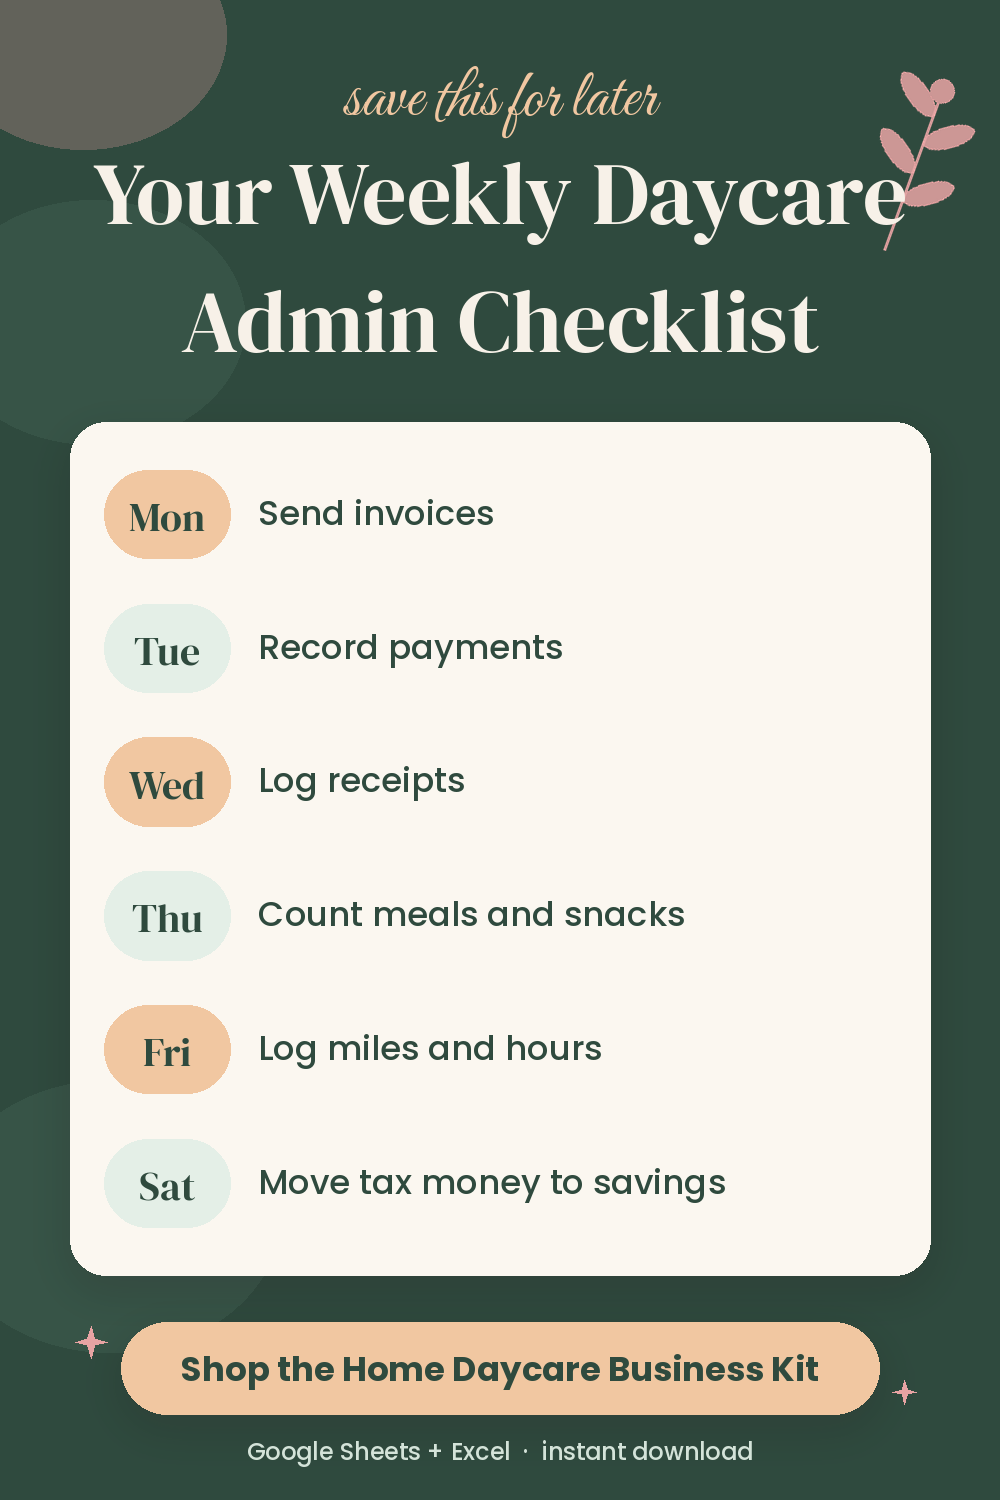 save this for later
Your Weekly Daycare
Admin Checklist
Mon Send invoices
Tue Record payments
Wed Log receipts
Thu Count meals and snacks
Fri Log miles and hours
Sat Move tax money to savings
Shop the Home Daycare Business Kit
Google Sheets + Excel · instant download